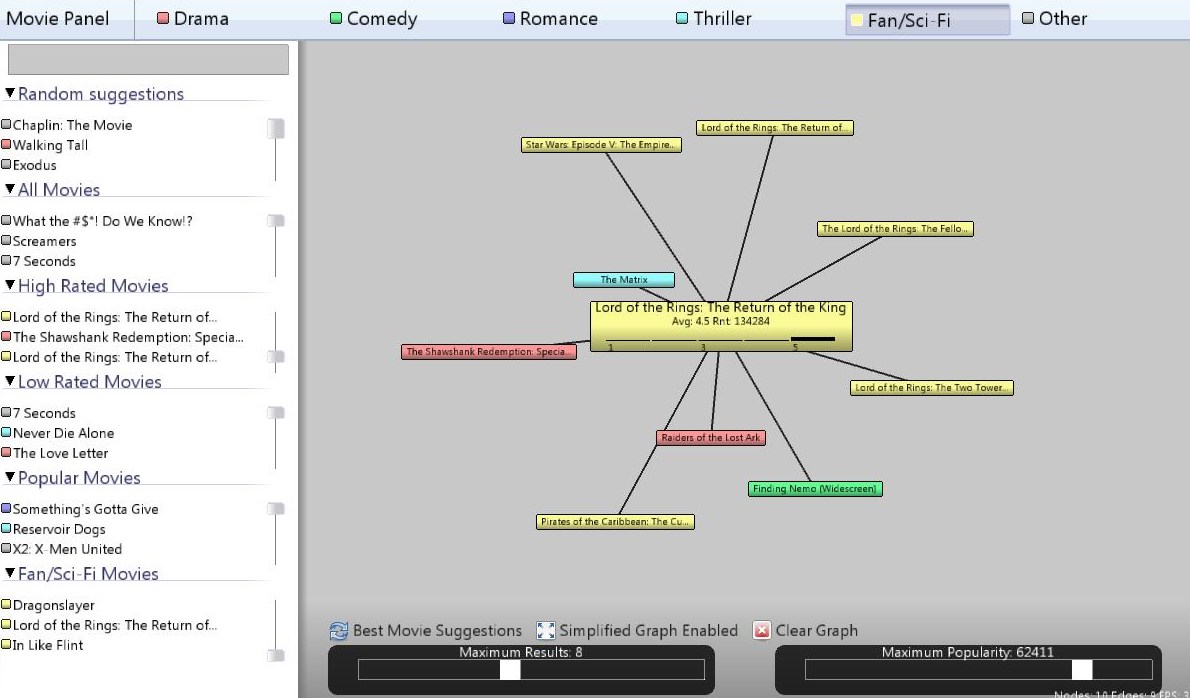 Movie Panel
Drama
Comedy
Romance
Thriller
Fan/Sci-Fi
Other
Random suggestions
Chaplin: The Movie
Walking Tall
Exodus
All Movies
What the #$*! Do We Know!?
Screamers
7 Seconds
High Rated Movies
Lord of the Rings: The Return of...
The Shawshank Redemption: Specia...
Lord of the Rings: The Return of...
Low Rated Movies
7 Seconds
Never Die Alone
The Love Letter
Popular Movies
Something's Gotta Give
Reservoir Dogs
X2: X-Men United
Fan/Sci-Fi Movies
Dragonslayer
Lord of the Rings: The Return of...
In Like Flint
Lord of the Rings: The Return of...
Star Wars: Episode V: The Empire...
The Lord of the Rings: The Fello...
The Matrix
Lord of the Rings: The Return of the King
Avg: 4.5 Rnt: 134284
1 3 5
The Shawshank Redemption: Specia...
Lord of the Rings: The Two Tower...
Raiders of the Lost Ark
Finding Nemo (Widescreen)
Pirates of the Caribbean: The Cu...
Best Movie Suggestions
Simplified Graph Enabled
Clear Graph
Maximum Results: 8
Maximum Popularity: 62411
Nodes: 10 Edges: 9